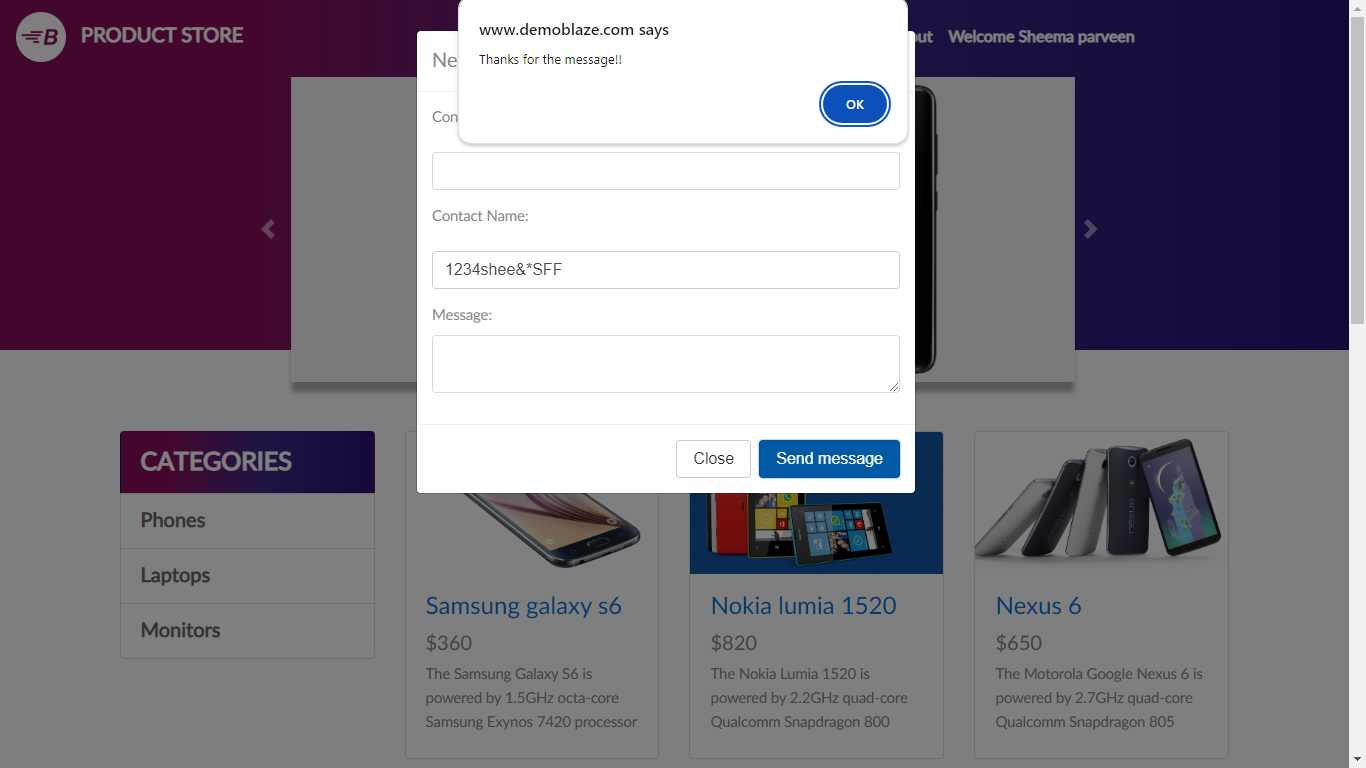 www.demoblaze.com says
Thanks for the message!!
OK
B PRODUCT STORE
out Welcome Sheema parveen
Ne
Con
Contact Name:
1234shee&*SFF
Message:
Close Send message
CATEGORIES
Phones
Laptops
Monitors
Samsung galaxy s6
$360
The Samsung Galaxy S6 is
powered by 1.5GHz octa-core
Samsung Exynos 7420 processor
Nokia lumia 1520
$820
The Nokia Lumia 1520 is
powered by 2.2GHz quad-core
Qualcomm Snapdragon 800
nexus
Nexus 6
$650
The Motorola Google Nexus 6 is
powered by 2.7GHz quad-core
Qualcomm Snapdragon 805